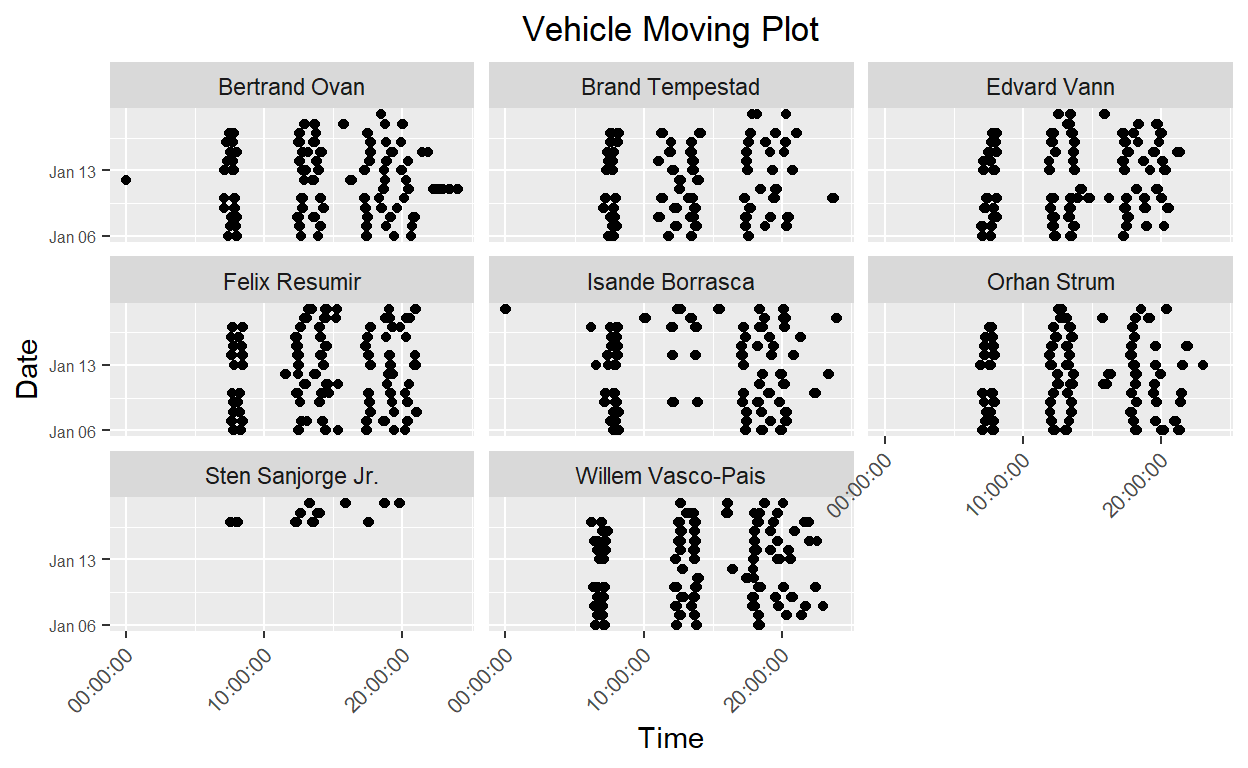 Vehicle Moving Plot
Bertrand Ovan
Brand Tempestad
Edvard Vann
Jan 13
Jan 06
Felix Resumir
Isande Borrasca
Orhan Strum
Jan 13
Jan 06
Date
Sten Sanjorge Jr.
Willem Vasco-Pais
00:00:00
10:00:00
20:00:00
Jan 13
Jan 06
00:00:00
10:00:00
20:00:00
00:00:00
10:00:00
20:00:00
Time